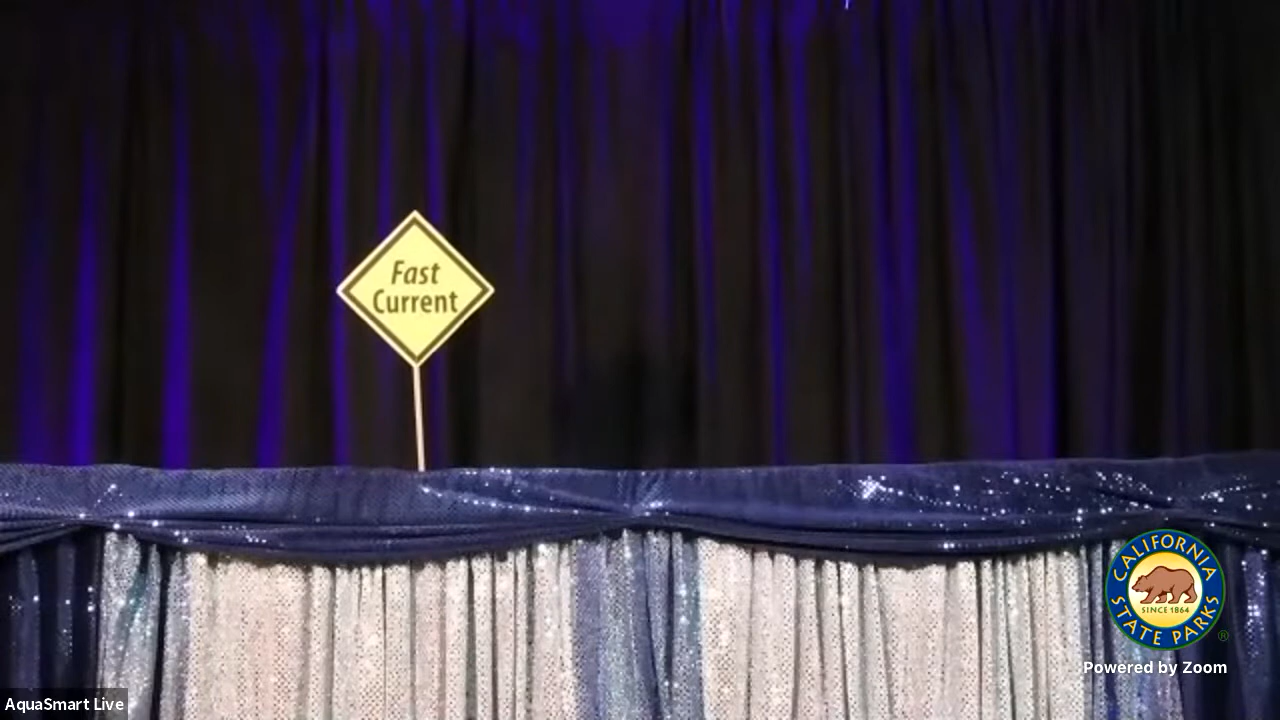 Fast
Current
CALIFORNIA
SINCE 1864
STATE PARKS
®
Powered by Zoom
AquaSmart Live